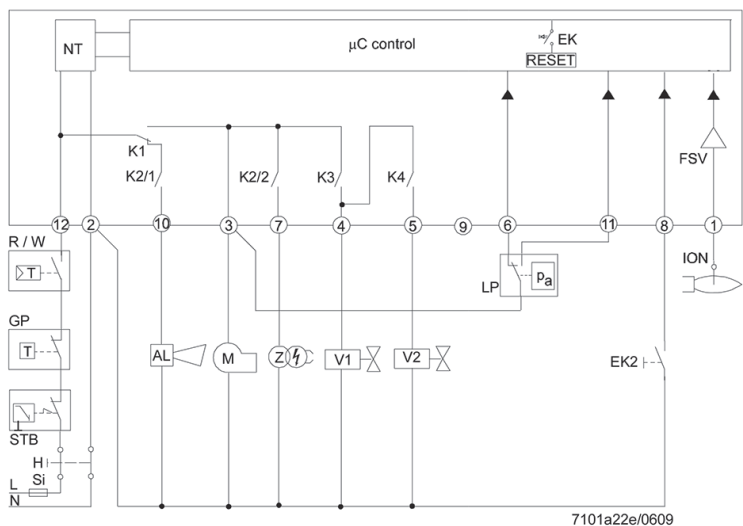 NT
µC control
EK
RESET
K1
FSV
K2/1
K2/2
K3
K4
12
2
10
3
7
4
5
9
6
11
8
1
R / W
ION
T
LP
pa
GP
T
AL
M
Z
V1
V2
EK2
STB
H
Si
L
N
7101a22e/0609